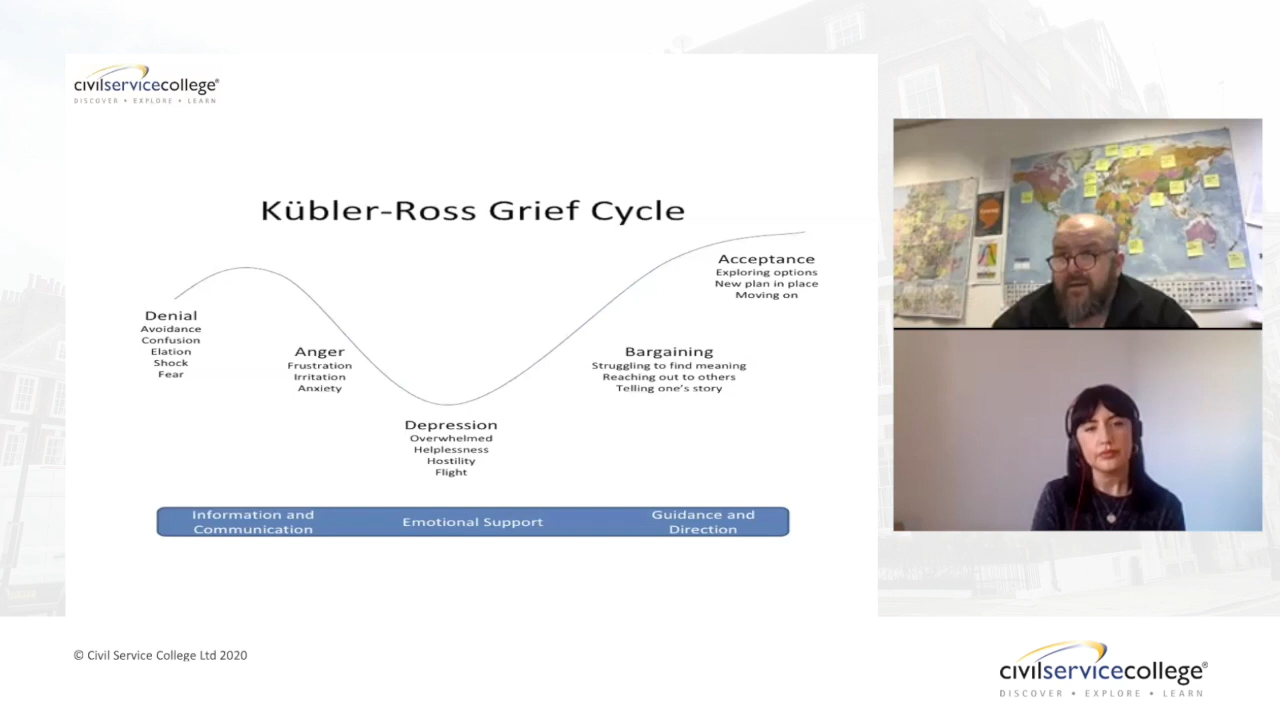 civilservicecollege®
DISCOVER • EXPLORE • LEARN
Kübler-Ross Grief Cycle
Denial
Avoidance
Confusion
Elation
Shock
Fear
Anger
Frustration
Irritation
Anxiety
Depression
Overwhelmed
Helplessness
Hostility
Flight
Bargaining
Struggling to find meaning
Reaching out to others
Telling one's story
Acceptance
Exploring options
New plan in place
Moving on
Information and
Communication
Emotional Support
Guidance and
Direction
© Civil Service College Ltd 2020
civilservicecollege®
DISCOVER • EXPLORE • LEARN